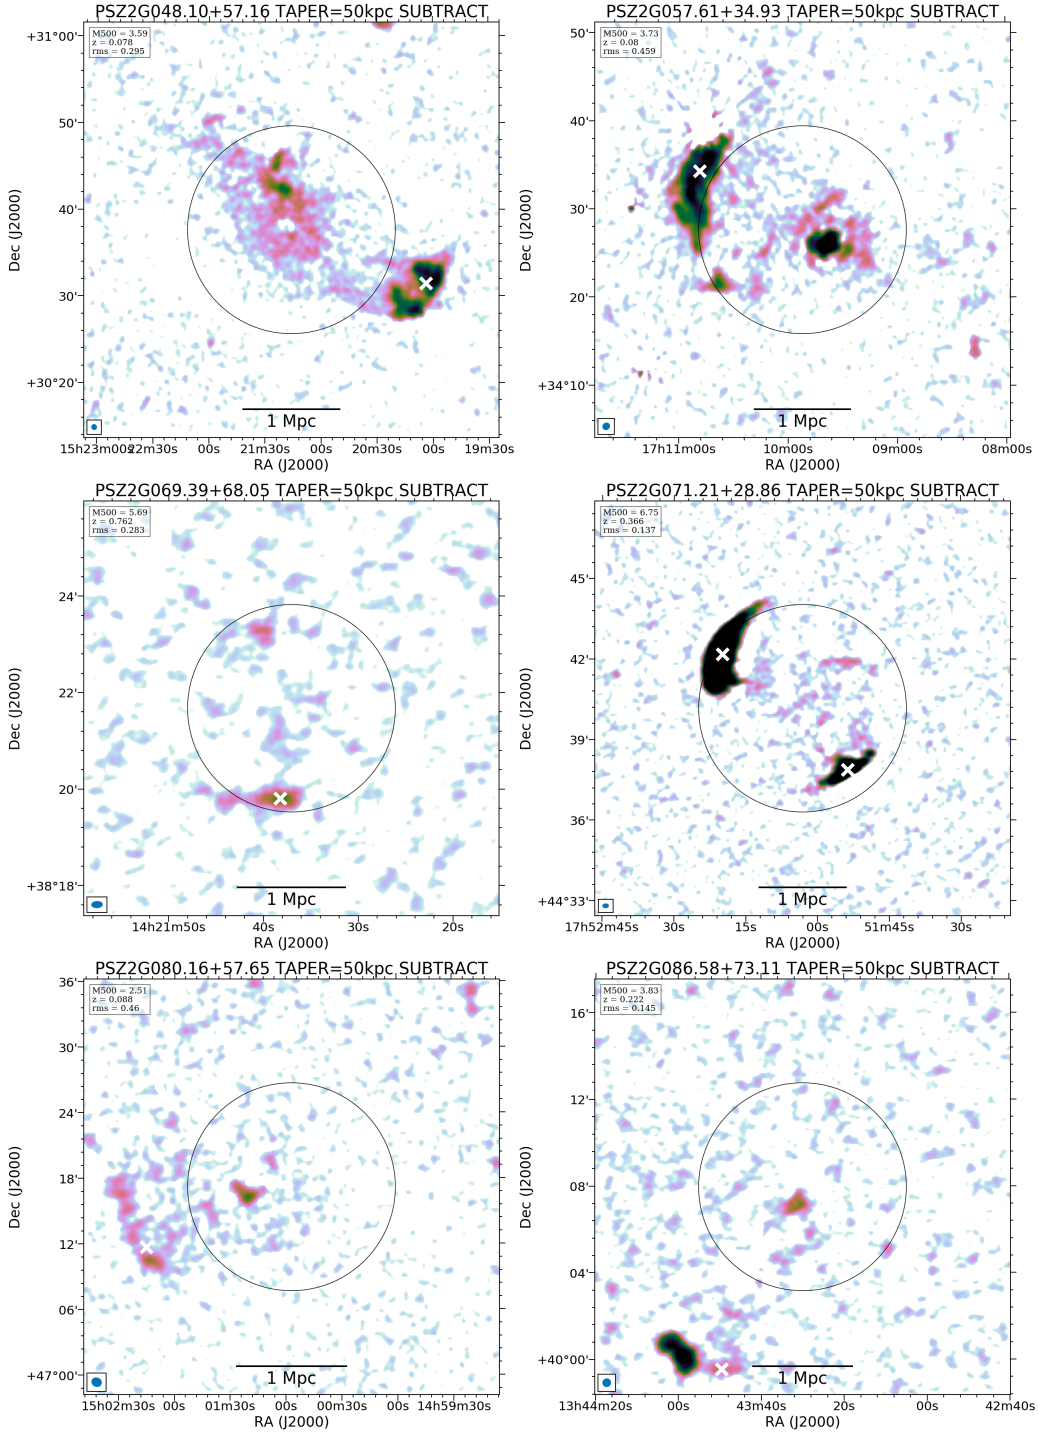 PSZ2G048.10+57.16 TAPER=50kpc SUBTRACT
M500 = 3.59
z = 0.078
rms = 0.295
+31°00'
50'
40'
30'
+30°20'
Dec (J2000)
1 Mpc
15h23m00s 22m30s 00s 21m30s 00s 20m30s 00s 19m30s
RA (J2000)
PSZ2G057.61+34.93 TAPER=50kpc SUBTRACT
M500 = 3.73
z = 0.08
rms = 0.459
50'
40'
30'
20'
+34°10'
Dec (J2000)
1 Mpc
17h11m00s 10m00s 09m00s 08m00s
RA (J2000)
PSZ2G069.39+68.05 TAPER=50kpc SUBTRACT
M500 = 5.69
z = 0.762
rms = 0.283
24'
22'
20'
+38°18'
Dec (J2000)
1 Mpc
14h21m50s 40s 30s 20s
RA (J2000)
PSZ2G071.21+28.86 TAPER=50kpc SUBTRACT
M500 = 6.75
z = 0.366
rms = 0.137
45'
42'
39'
36'
+44°33'
Dec (J2000)
1 Mpc
17h52m45s 30s 15s 00s 51m45s 30s
RA (J2000)
PSZ2G080.16+57.65 TAPER=50kpc SUBTRACT
M500 = 2.51
z = 0.088
rms = 0.46
36'
30'
24'
18'
12'
06'
+47°00'
Dec (J2000)
1 Mpc
15h02m30s 00s 01m30s 00s 00m30s 00s 14h59m30s
RA (J2000)
PSZ2G086.58+73.11 TAPER=50kpc SUBTRACT
M500 = 3.83
z = 0.222
rms = 0.145
16'
12'
08'
04'
+40°00'
Dec (J2000)
1 Mpc
13h44m20s 00s 43m40s 20s 00s 42m40s
RA (J2000)